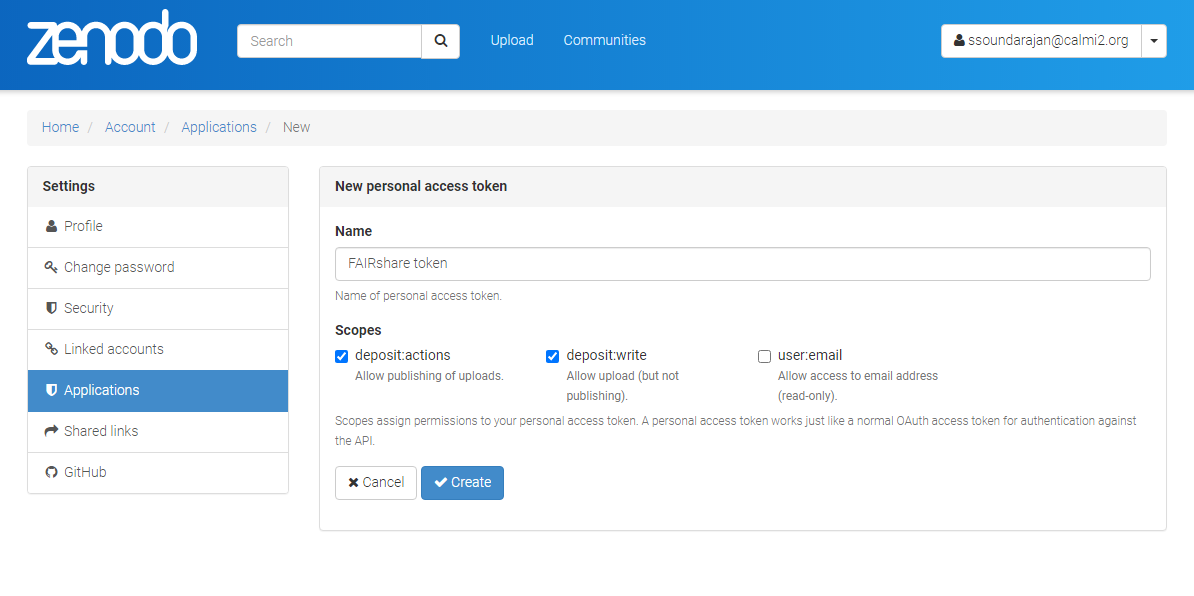 zenodo
Search
Upload
Communities
ssoundarajan@calmi2.org
Home / Account / Applications / New
Settings
Profile
Change password
Security
Linked accounts
Applications
Shared links
GitHub
New personal access token
Name
FAIRshare token
Name of personal access token.
Scopes
deposit:actions
Allow publishing of uploads.
deposit:write
Allow upload (but not
publishing).
user:email
Allow access to email address
(read-only).
Scopes assign permissions to your personal access token. A personal access token works just like a normal OAuth access token for authentication against
the API.
Cancel
Create